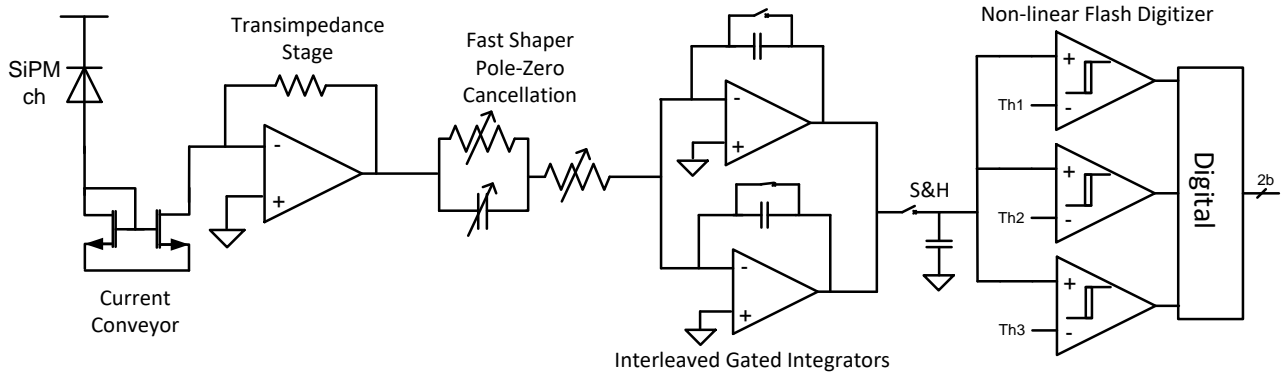 SiPM
ch
Current
Conveyor
Transimpedance
Stage
-
+
Fast Shaper
Pole-Zero
Cancellation
-
+
-
+
Interleaved Gated Integrators
S&H
Non-linear Flash Digitizer
+
Th1
-
+
Th2
-
+
Th3
-
Digital
2b